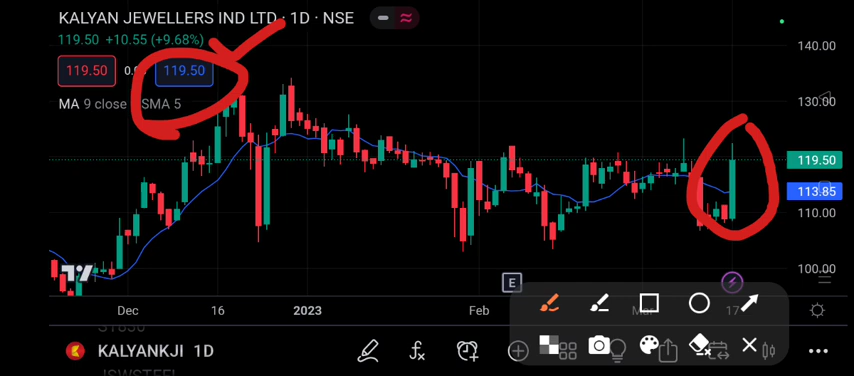 KALYAN JEWELLERS IND LTD · 1D · NSE
119.50 +10.55 (+9.68%)
119.50 119.50
MA 9 close SMA 5
140.00
130.00
119.50
113.85
110.00
100.00
E
Dec 16 2023 Feb 17
KALYANKJI 1D
JSWSTEEL